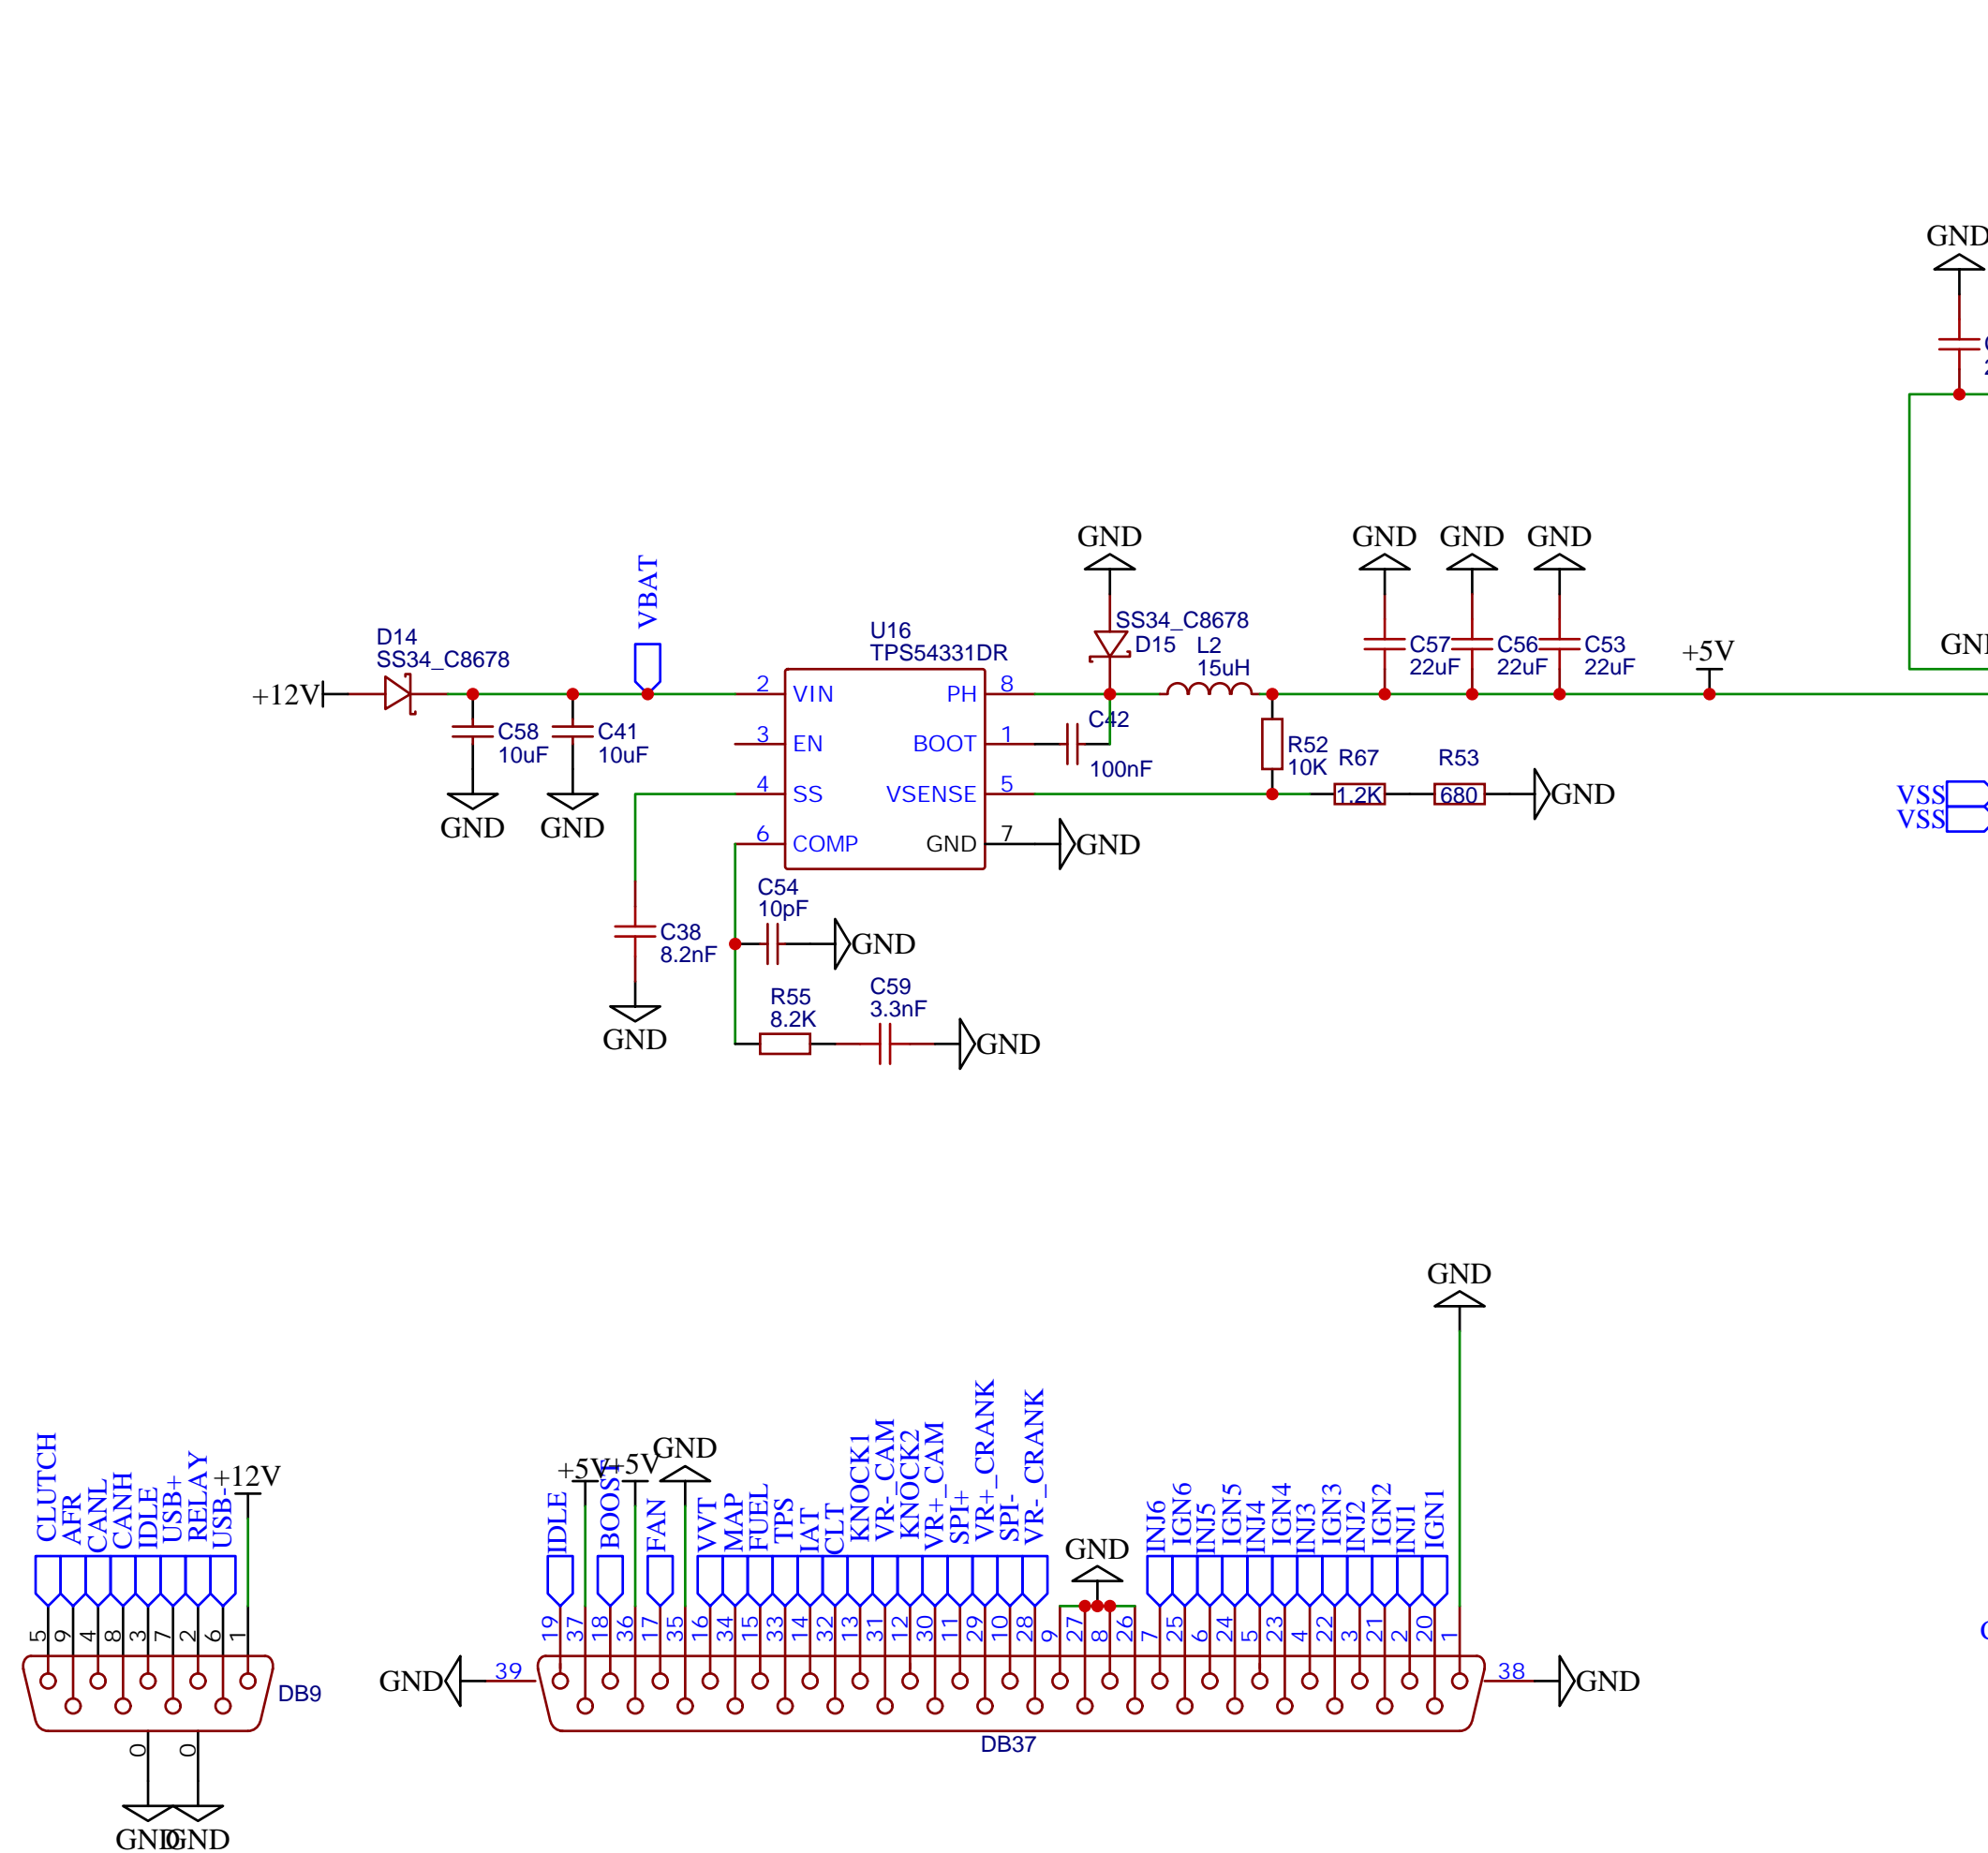 GND
GND
GND
GND
GND
VBAT
SS34_C8678
D15
L2
15uH
D14
SS34_C8678
U16
TPS54331DR
C57
22uF
C56
22uF
C53
22uF
+5V
+12V
2
VIN
PH
8
C58
10uF
C41
10uF
3
EN
BOOT
1
C42
100nF
R52
10K
R67
1.2K
R53
680
GND
4
SS
VSENSE
5
GND
GND
6
COMP
GND
7
GND
VSS
VSS
C54
10pF
GND
C38
8.2nF
R55
8.2K
C59
3.3nF
GND
GND
GND
CLUTCH
AFR
CANL
CANH
IDLE
USB+
RELAY
USB-
+12V
5
9
4
8
3
7
2
6
1
DB9
0
0
GND
GND
IDLE
+5V
BOOST
+5V
FAN
GND
VVT
MAP
FUEL
TPS
IAT
CLT
KNOCK1
VR-_CAM
KNOCK2
VR+_CAM
SPI+
VR+_CRANK
SPI-
VR-_CRANK
GND
INJ6
IGN6
INJ5
IGN5
INJ4
IGN4
INJ3
IGN3
INJ2
IGN2
INJ1
IGN1
19
37
18
36
17
35
16
34
15
33
14
32
13
31
12
30
11
29
10
28
9
27
8
26
7
25
6
24
5
23
4
22
3
21
2
20
1
GND
39
38
GND
DB37